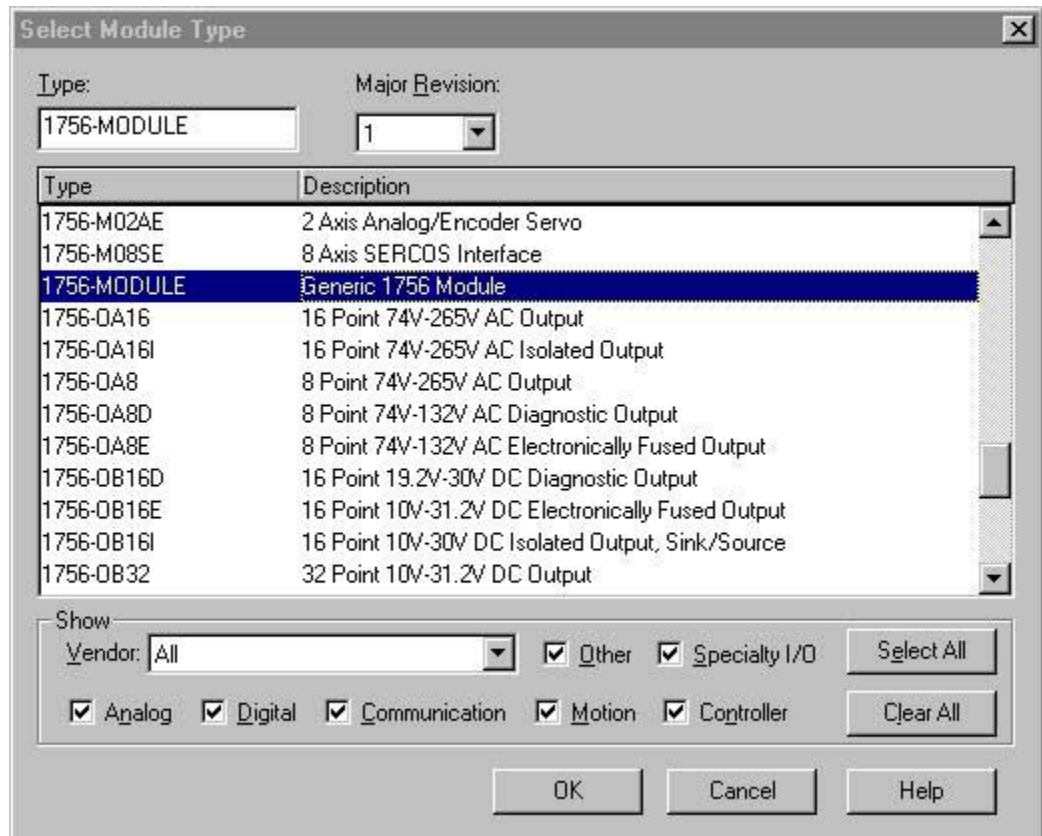 Select Module Type
Type: Major Revision:
1756-MODULE 1
Type Description
1756-M02AE 2 Axis Analog/Encoder Servo
1756-M08SE 8 Axis SERCOS Interface
1756-MODULE Generic 1756 Module
1756-OA16 16 Point 74V-265V AC Output
1756-OA16I 16 Point 74V-265V AC Isolated Output
1756-OA8 8 Point 74V-265V AC Output
1756-OA8D 8 Point 74V-132V AC Diagnostic Output
1756-OA8E 8 Point 74V-132V AC Electronically Fused Output
1756-OB16D 16 Point 19.2V-30V DC Diagnostic Output
1756-OB16E 16 Point 10V-31.2V DC Electronically Fused Output
1756-OB16I 16 Point 10V-30V DC Isolated Output, Sink/Source
1756-OB32 32 Point 10V-31.2V DC Output
Show
Vendor: All Other Specialty I/O Select All
Analog Digital Communication Motion Controller Clear All
OK Cancel Help